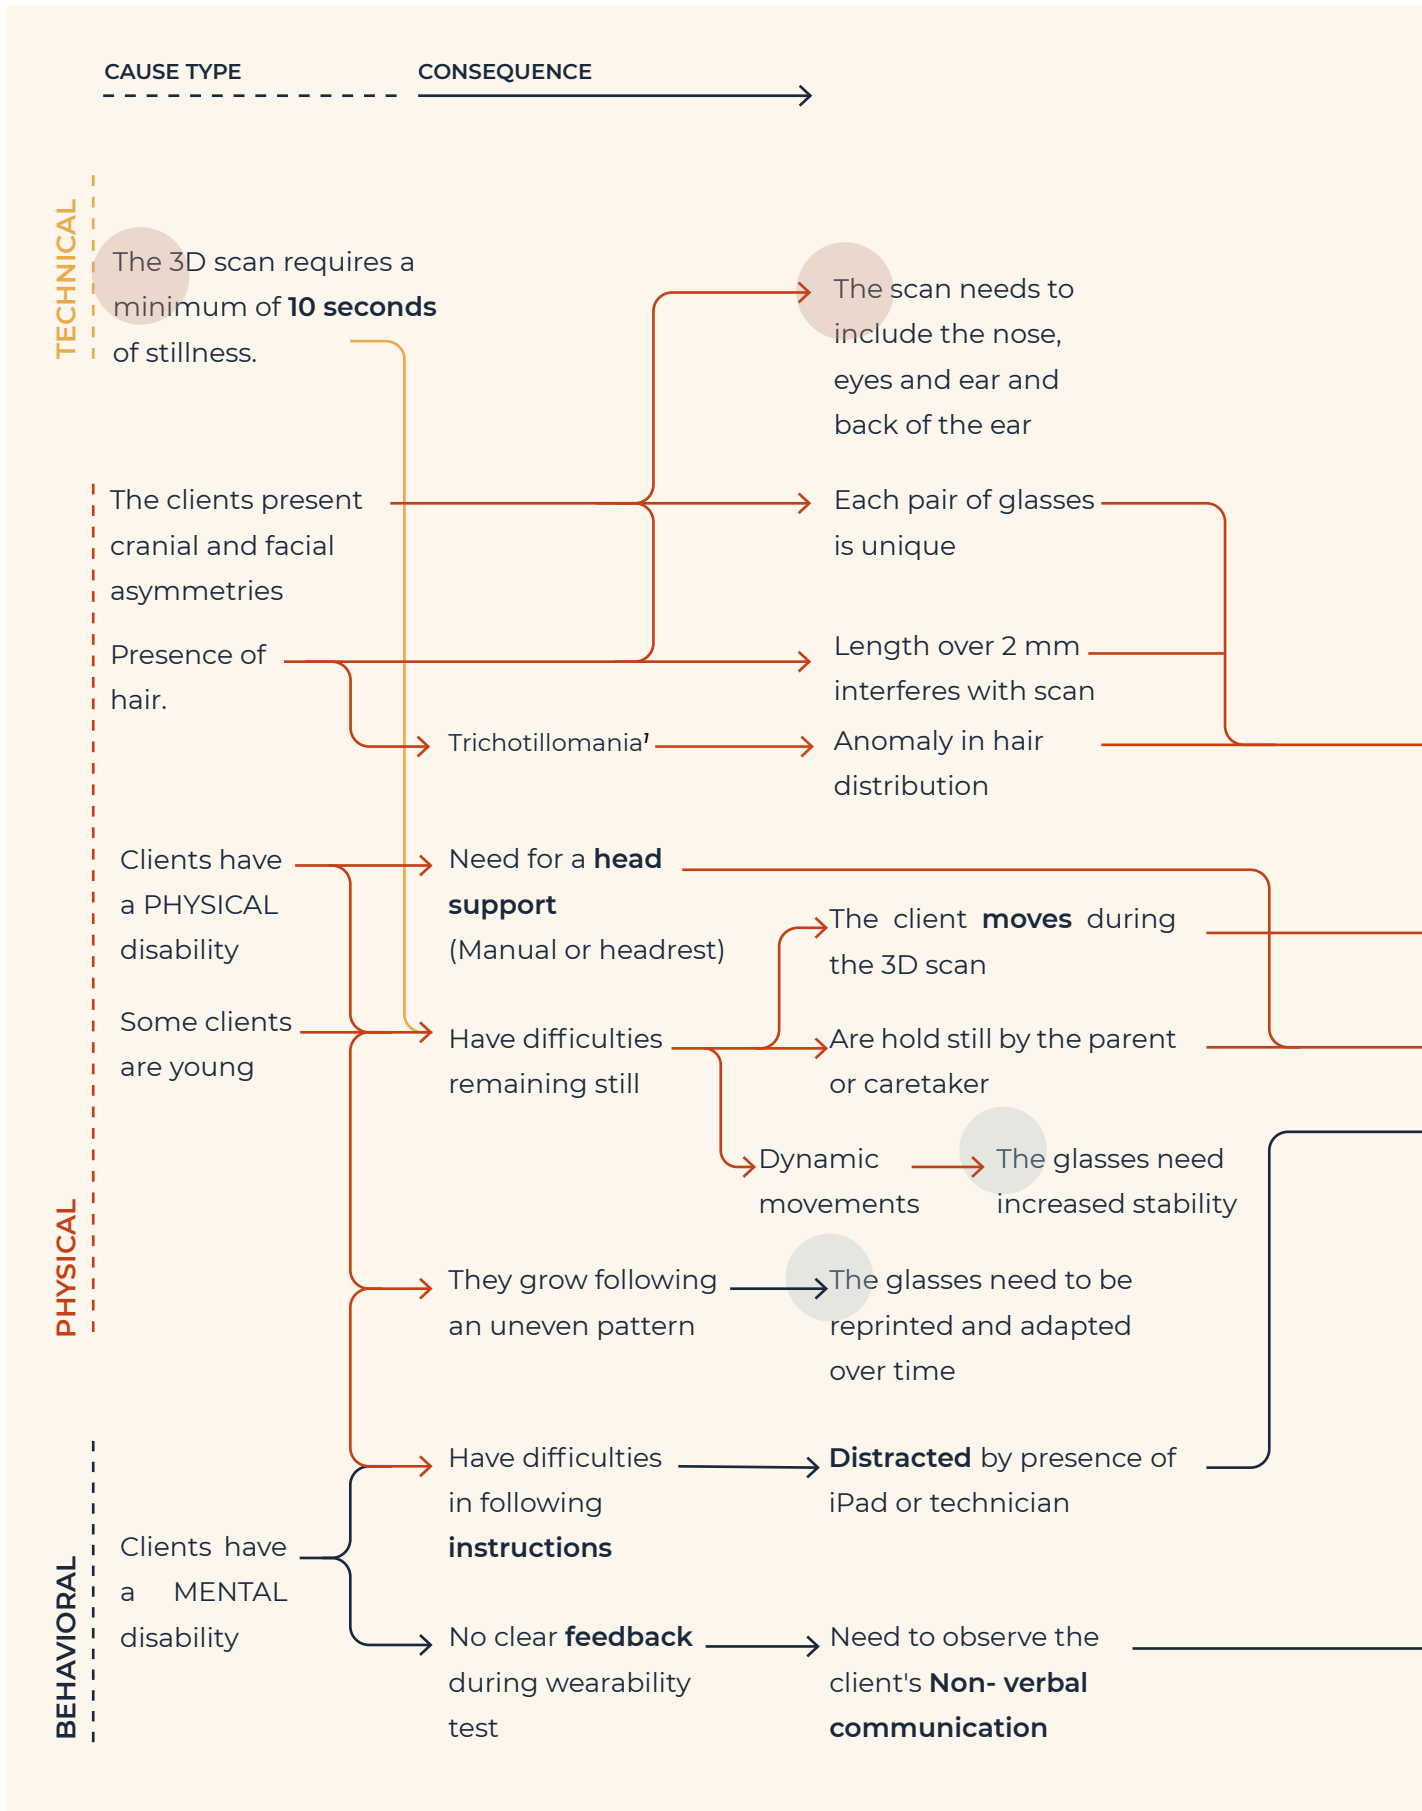 CAUSE TYPE
CONSEQUENCE
TECHNICAL
The 3D scan requires a
minimum of 10 seconds
of stillness.
The scan needs to
include the nose,
eyes and ear and
back of the ear
PHYSICAL
The clients present
cranial and facial
asymmetries
Each pair of glasses
is unique
Presence of
hair.
Length over 2 mm
interferes with scan
Trichotillomania¹
Anomaly in hair
distribution
Clients have
a PHYSICAL
disability
Need for a head
support
(Manual or headrest)
The client moves during
the 3D scan
Some clients
are young
Have difficulties
remaining still
Are hold still by the parent
or caretaker
Dynamic
movements
The glasses need
increased stability
They grow following
an uneven pattern
The glasses need to be
reprinted and adapted
over time
BEHAVIORAL
Have difficulties
in following
instructions
Distracted by presence of
iPad or technician
Clients have
a MENTAL
disability
No clear feedback
during wearability
test
Need to observe the
client's Non- verbal
communication